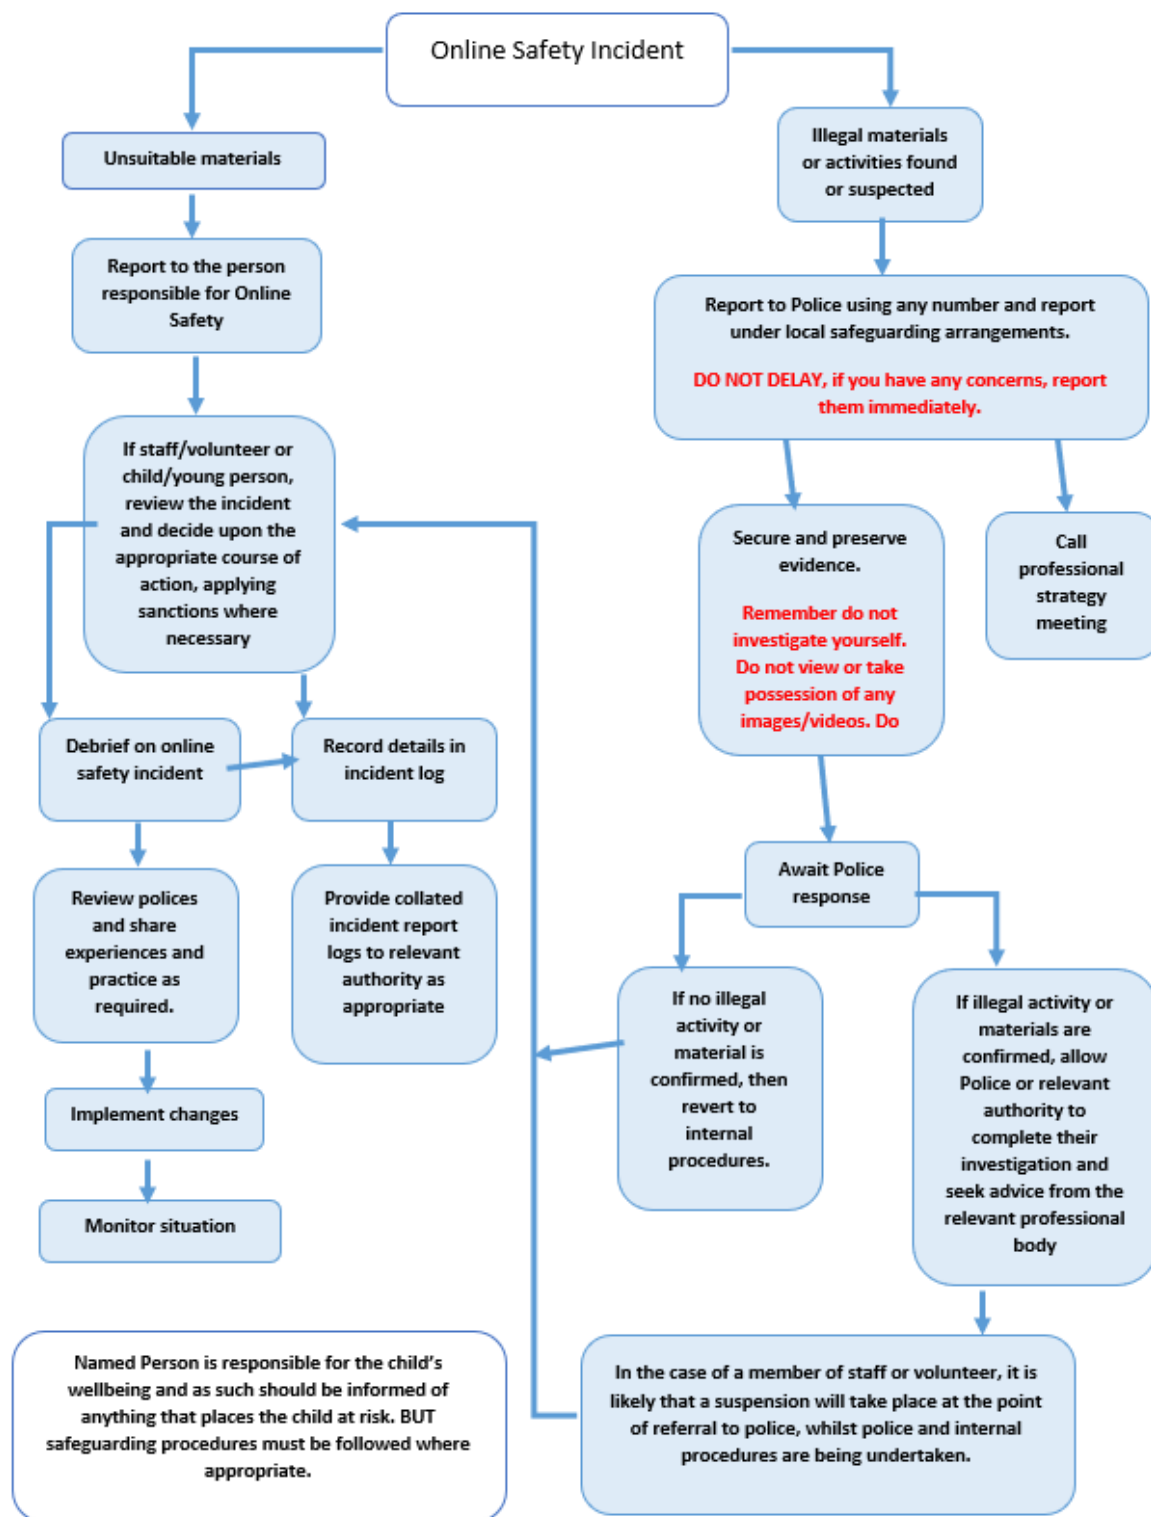 Online Safety Incident
Unsuitable materials
Report to the person
responsible for Online
Safety
If staff/volunteer or
child/young person,
review the incident
and decide upon the
appropriate course of
action, applying
sanctions where
necessary
Debrief on online
safety incident
Record details in
incident log
Review polices
and share
experiences and
practice as
required.
Provide collated
incident report
logs to relevant
authority as
appropriate
Implement changes
Monitor situation
Illegal materials
or activities found
or suspected
Report to Police using any number and report
under local safeguarding arrangements.
DO NOT DELAY, if you have any concerns, report
them immediately.
Secure and preserve
evidence.
Remember do not
investigate yourself.
Do not view or take
possession of any
images/videos. Do
Call
professional
strategy
meeting
Await Police
response
If no illegal
activity or
material is
confirmed, then
revert to
internal
procedures.
If illegal activity or
materials are
confirmed, allow
Police or relevant
authority to
complete their
investigation and
seek advice from the
relevant professional
body
In the case of a member of staff or volunteer, it is
likely that a suspension will take place at the point
of referral to police, whilst police and internal
procedures are being undertaken.
Named Person is responsible for the child’s
wellbeing and as such should be informed of
anything that places the child at risk. BUT
safeguarding procedures must be followed where
appropriate.